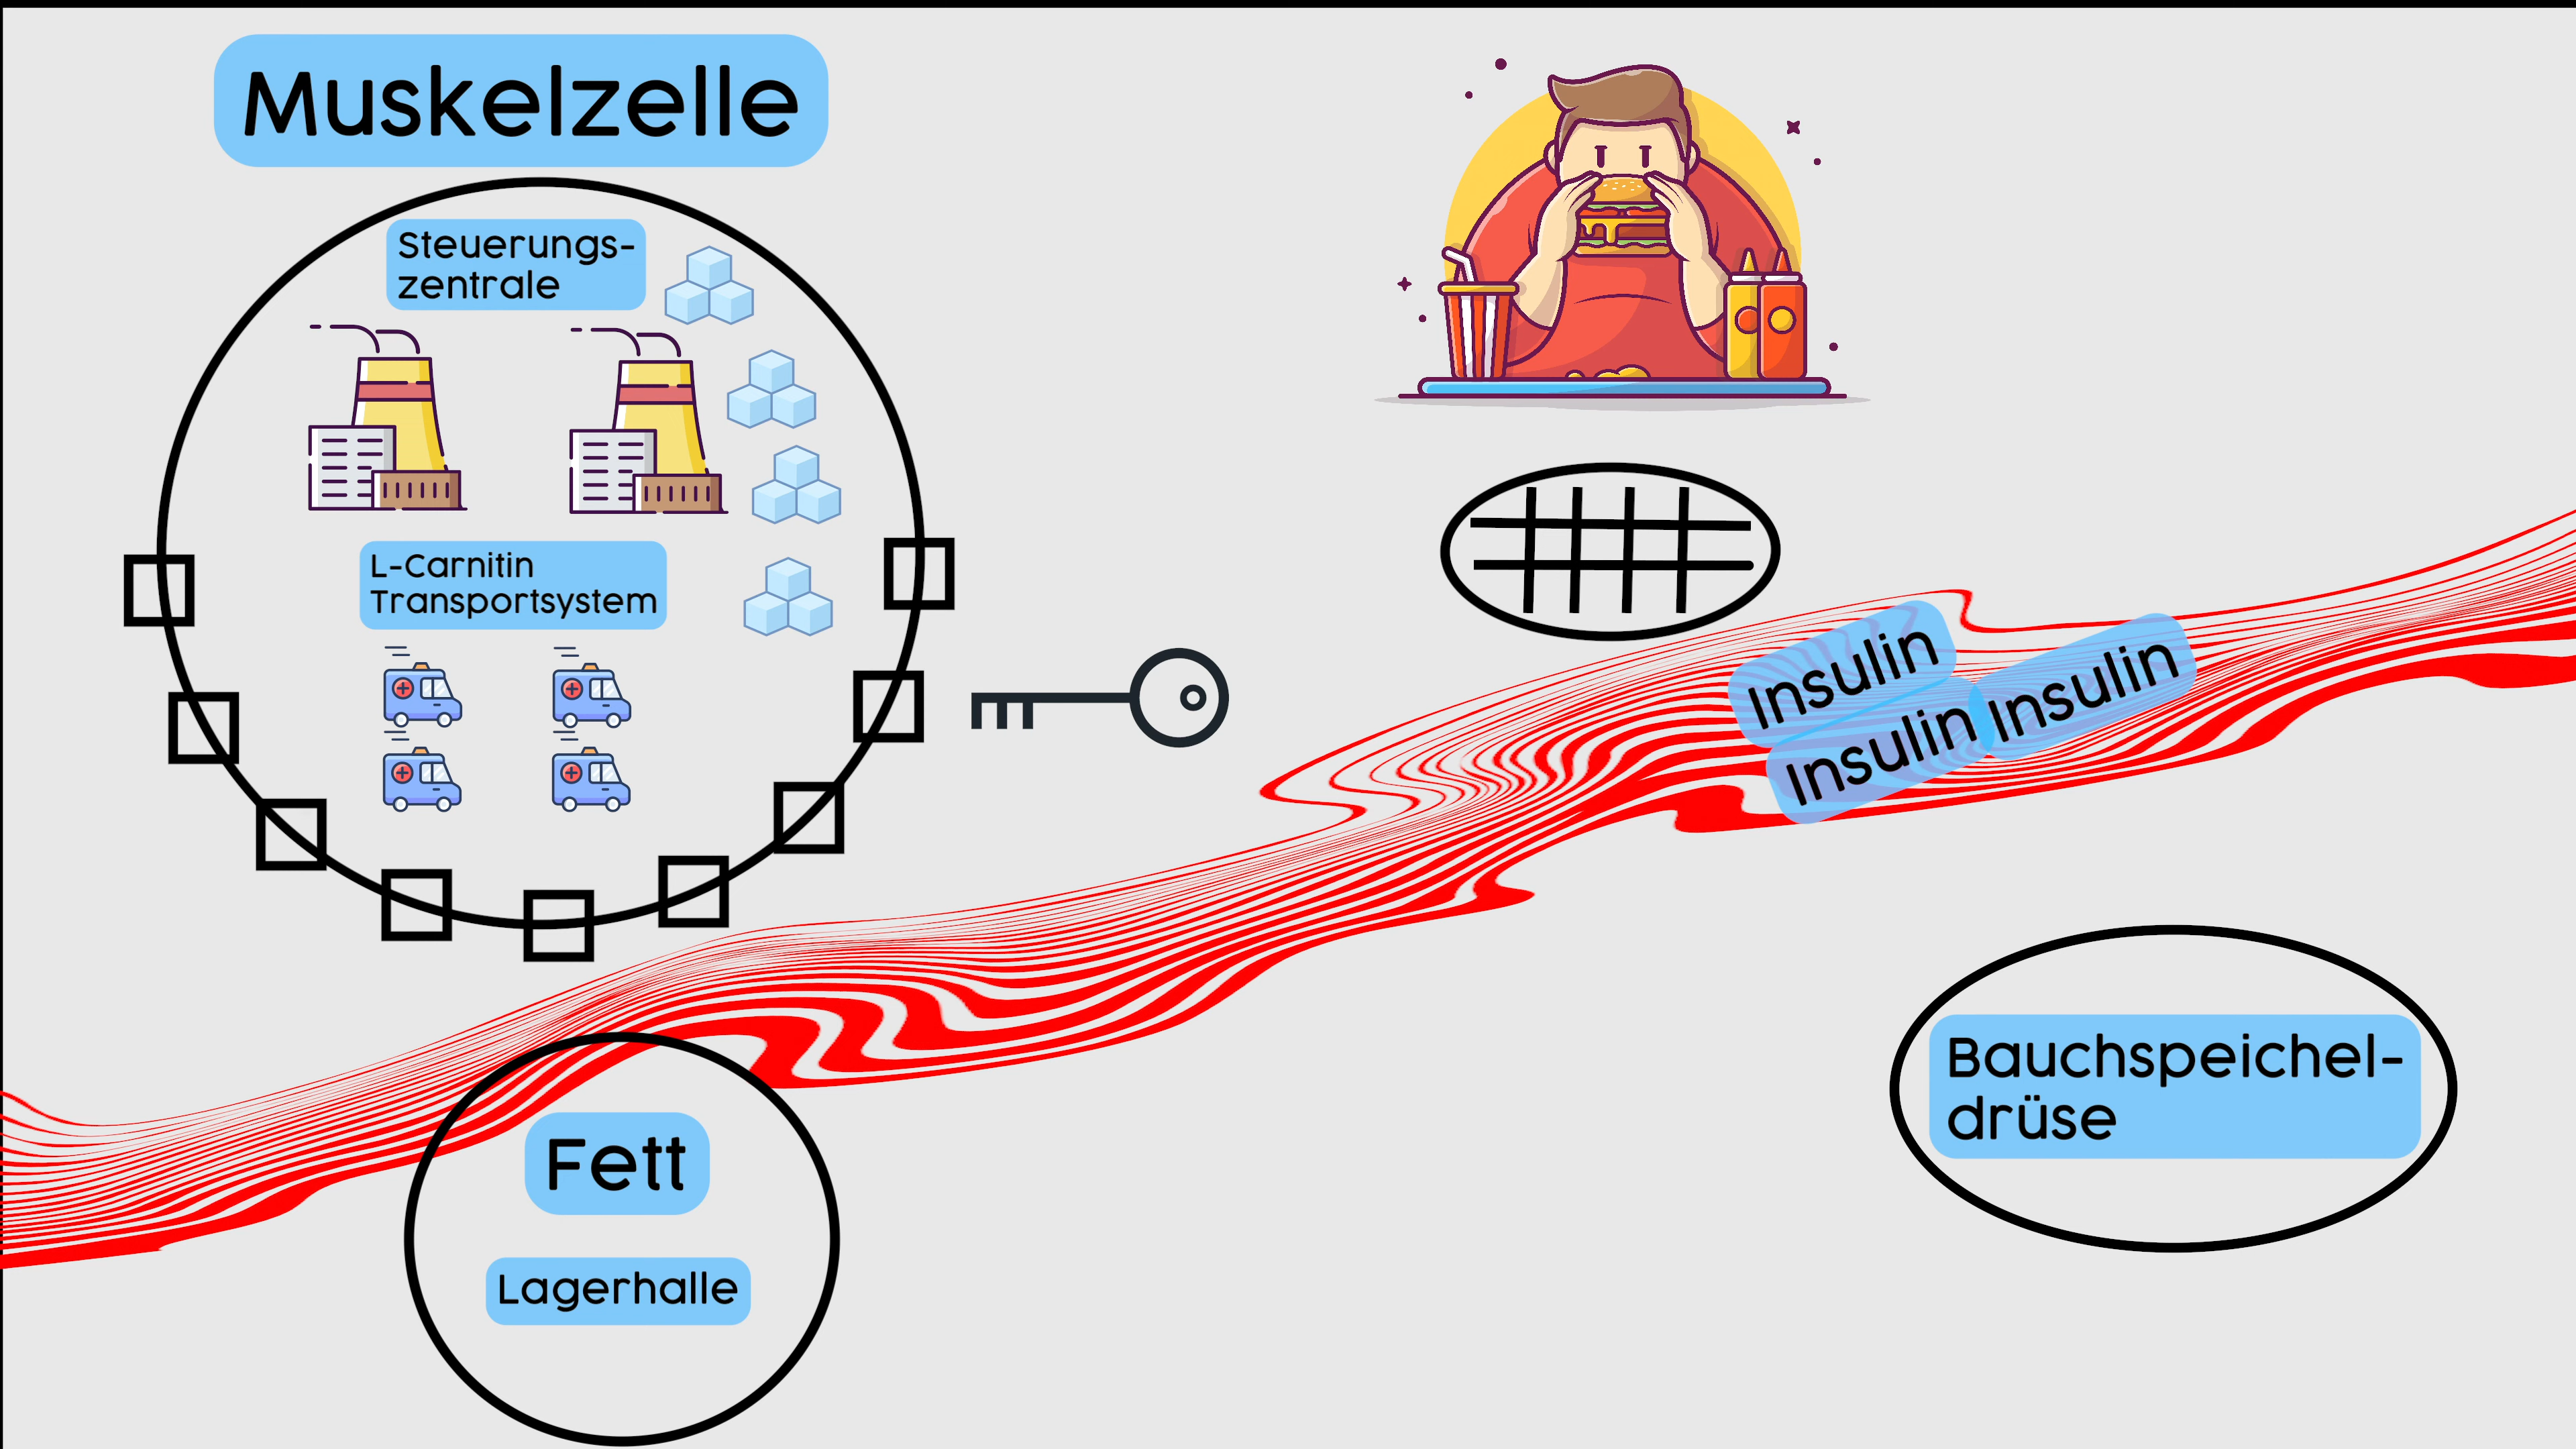 Muskelzelle
Steuerungs-
zentrale
L-Carnitin
Transportsystem
Insulin
Insulin
Insulin
Bauchspeichel-
drüse
Fett
Lagerhalle